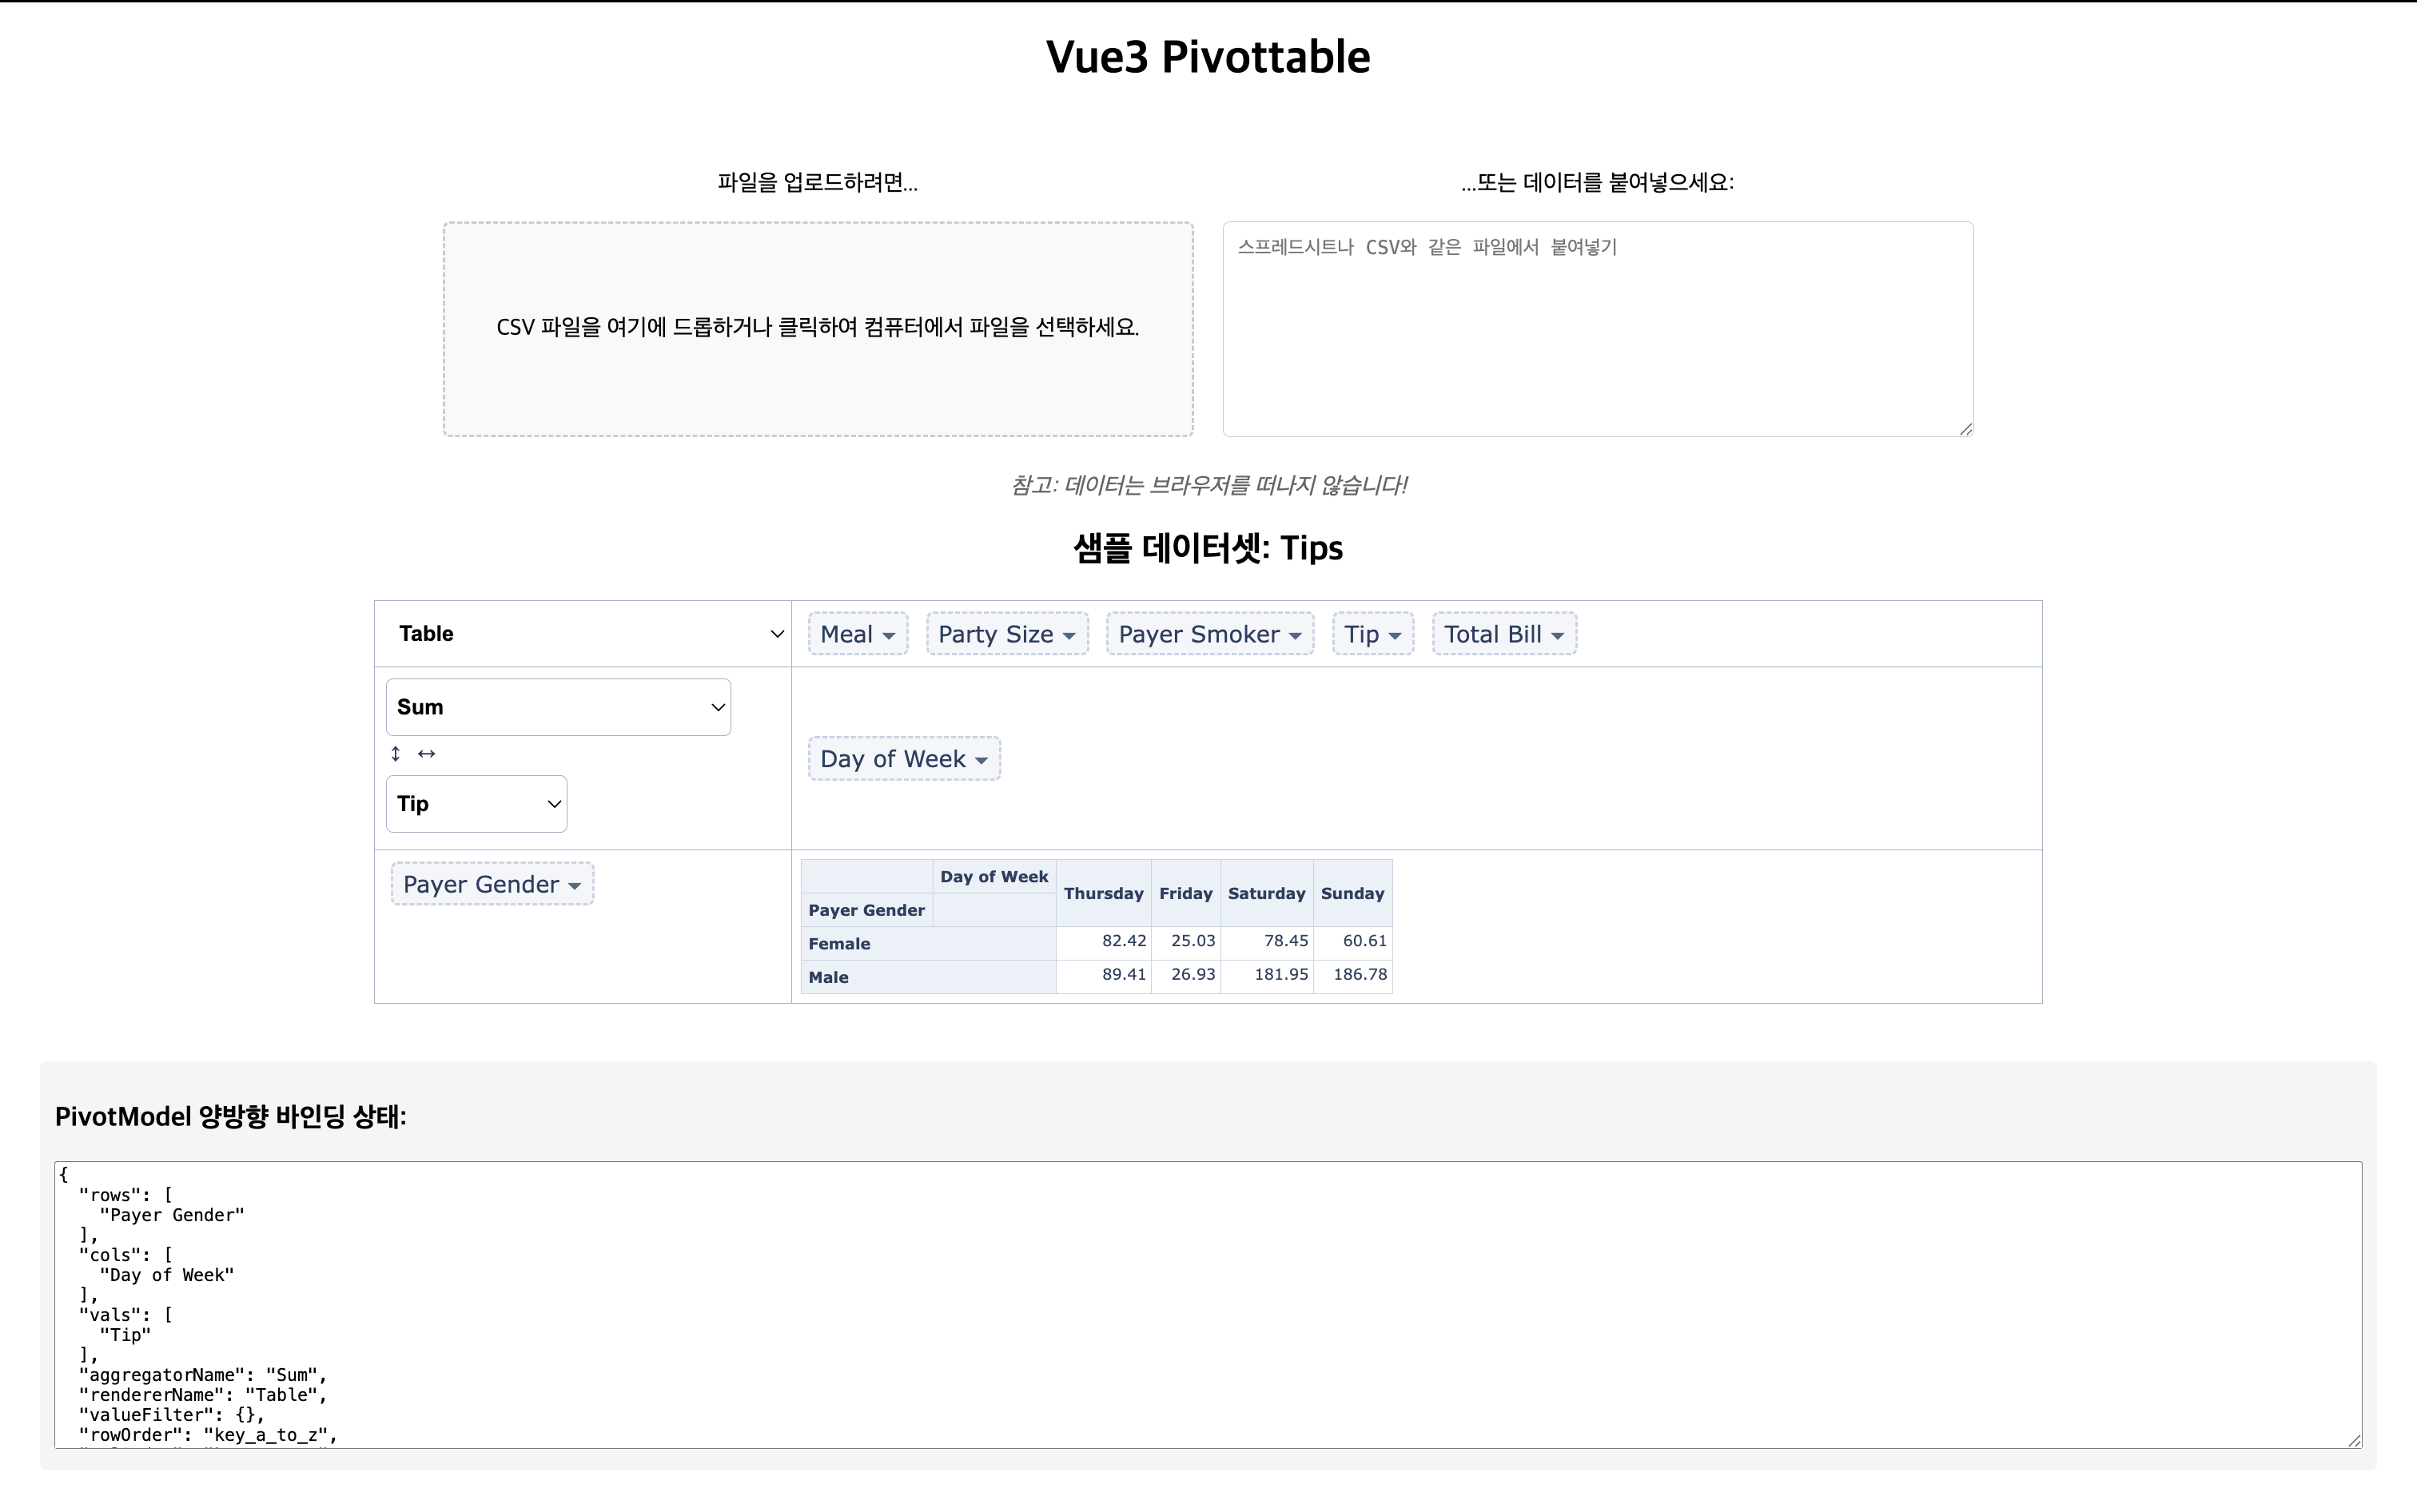 Vue3 Pivottable
파일을 업로드하려면...
...또는 데이터를 붙여넣으세요:
CSV 파일을 여기에 드롭하거나 클릭하여 컴퓨터에서 파일을 선택하세요.
스프레드시트나 CSV와 같은 파일에서 붙여넣기
참고: 데이터는 브라우저를 떠나지 않습니다!
샘플 데이터셋: Tips
Table
Meal Party Size Payer Smoker Tip Total Bill
Sum
↕ ↔
Tip
Day of Week
Payer Gender
Day of Week Thursday Friday Saturday Sunday
Payer Gender
Female 82.42 25.03 78.45 60.61
Male 89.41 26.93 181.95 186.78
PivotModel 양방향 바인딩 상태:
{
"rows": [
"Payer Gender"
],
"cols": [
"Day of Week"
],
"vals": [
"Tip"
],
"aggregatorName": "Sum",
"rendererName": "Table",
"valueFilter": {},
"rowOrder": "key_a_to_z",